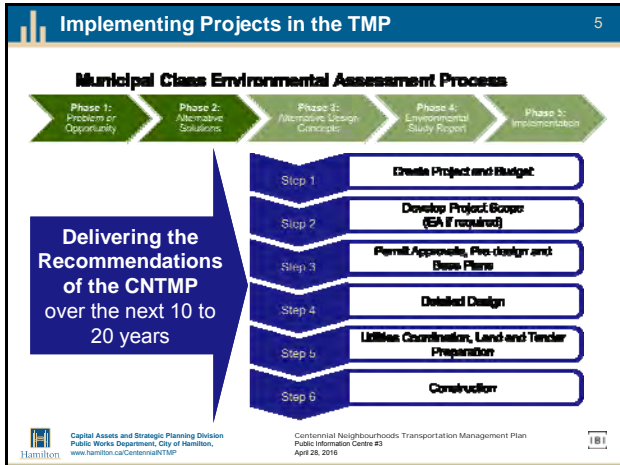 Implementing Projects in the TMP
5
Municipal Class Environmental Assessment Process
Phase 1:
Problem or
Opportunity
Phase 2:
Alternative
Solutions
Phase 3:
Alternative Design
Concepts
Phase 4:
Environmental
Study Report
Phase 5:
Implementation
Delivering the
Recommendations
of the CNTMP
over the next 10 to
20 years
Step 1
Create Project and Budget
Step 2
Develop Project Scope
(EA if required)
Step 3
Permit Approvals, Pre-design and
Base Plans
Step 4
Detailed Design
Step 5
Utilities Coordination, Land and Tender
Preparation
Step 6
Construction
Hamilton
Capital Assets and Strategic Planning Division
Public Works Department, City of Hamilton,
www.hamilton.ca/CentennialNTMP
Centennial Neighbourhoods Transportation Management Plan
Public Information Centre #3
April 28, 2016
IBI